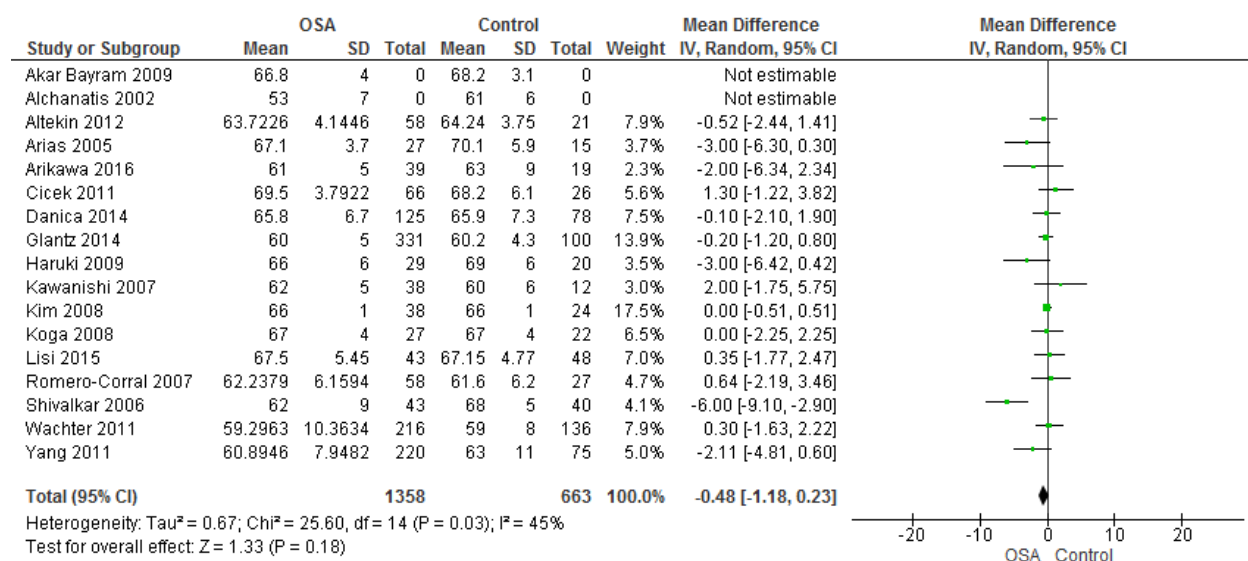 OSA Control Mean Difference Mean Difference
Study or Subgroup Mean SD Total Mean SD Total Weight IV, Random, 95% CI IV, Random, 95% CI
Akar Bayram 2009 66.8 4 0 68.2 3.1 0 Not estimable
Alchanatis 2002 53 7 0 61 6 0 Not estimable
Altekin 2012 63.7226 4.1446 58 64.24 3.75 21 7.9% -0.52 [-2.44, 1.41]
Arias 2005 67.1 3.7 27 70.1 5.9 15 3.7% -3.00 [-6.30, 0.30]
Arikawa 2016 61 5 39 63 9 19 2.3% -2.00 [-6.34, 2.34]
Cicek 2011 69.5 3.7922 66 68.2 6.1 26 5.6% 1.30 [-1.22, 3.82]
Danica 2014 65.8 6.7 125 65.9 7.3 78 7.5% -0.10 [-2.10, 1.90]
Glantz 2014 60 5 331 60.2 4.3 100 13.9% -0.20 [-1.20, 0.80]
Haruki 2009 66 6 29 69 6 20 3.5% -3.00 [-6.42, 0.42]
Kawanishi 2007 62 5 38 60 6 12 3.0% 2.00 [-1.75, 5.75]
Kim 2008 66 1 38 66 1 24 17.5% 0.00 [-0.51, 0.51]
Koga 2008 67 4 27 67 4 22 6.5% 0.00 [-2.25, 2.25]
Lisi 2015 67.5 5.45 43 67.15 4.77 48 7.0% 0.35 [-1.77, 2.47]
Romero-Corral 2007 62.2379 6.1594 58 61.6 6.2 27 4.7% 0.64 [-2.19, 3.46]
Shivalkar 2006 62 9 43 68 5 40 4.1% -6.00 [-9.10, -2.90]
Wachter 2011 59.2963 10.3634 216 59 8 136 7.9% 0.30 [-1.63, 2.22]
Yang 2011 60.8946 7.9482 220 63 11 75 5.0% -2.11 [-4.81, 0.60]
Total (95% CI) 1358 663 100.0% -0.48 [-1.18, 0.23]
Heterogeneity: Tau² = 0.67; Chi² = 25.60, df = 14 (P = 0.03); I² = 45%
Test for overall effect: Z = 1.33 (P = 0.18)
-20 -10 0 10 20
OSA Control